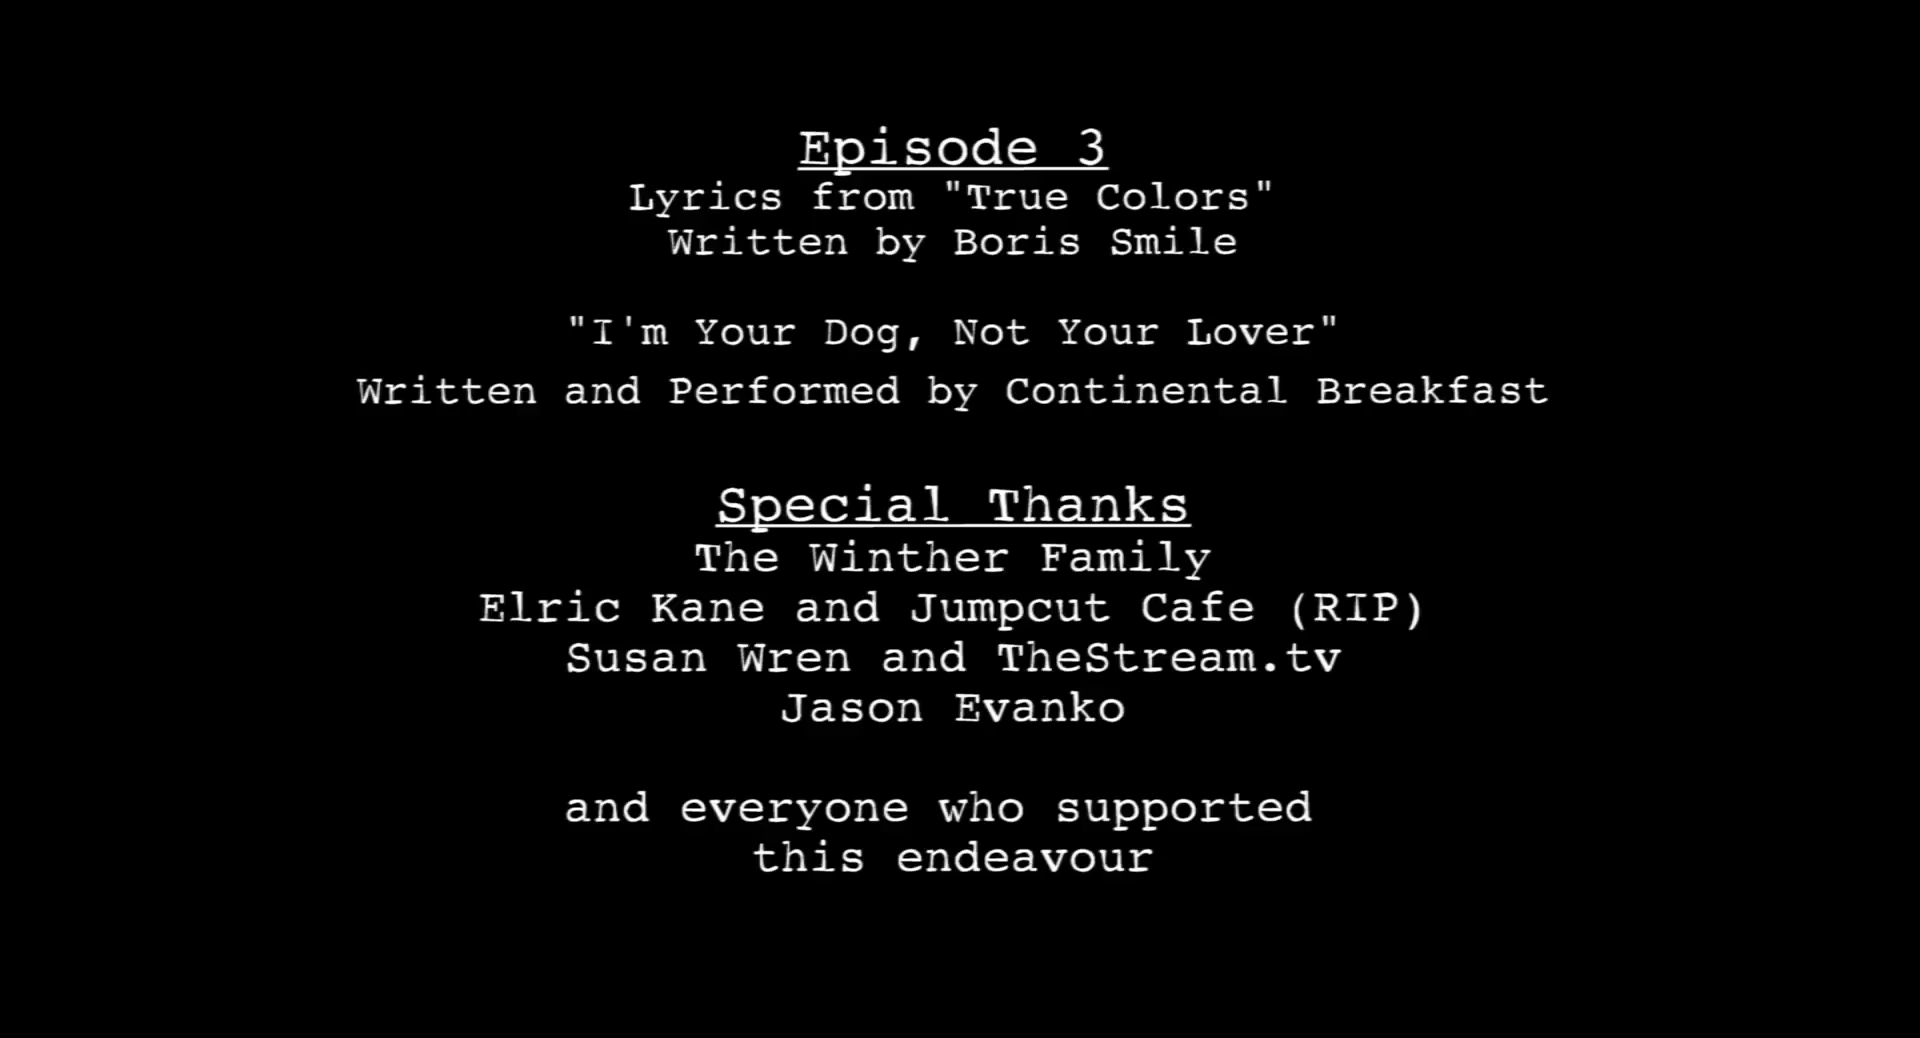 Episode 3
Lyrics from "True Colors"
Written by Boris Smile
"I'm Your Dog, Not Your Lover"
Written and Performed by Continental Breakfast
Special Thanks
The Winther Family
Elric Kane and Jumpcut Cafe (RIP)
Susan Wren and TheStream.tv
Jason Evanko
and everyone who supported
this endeavour